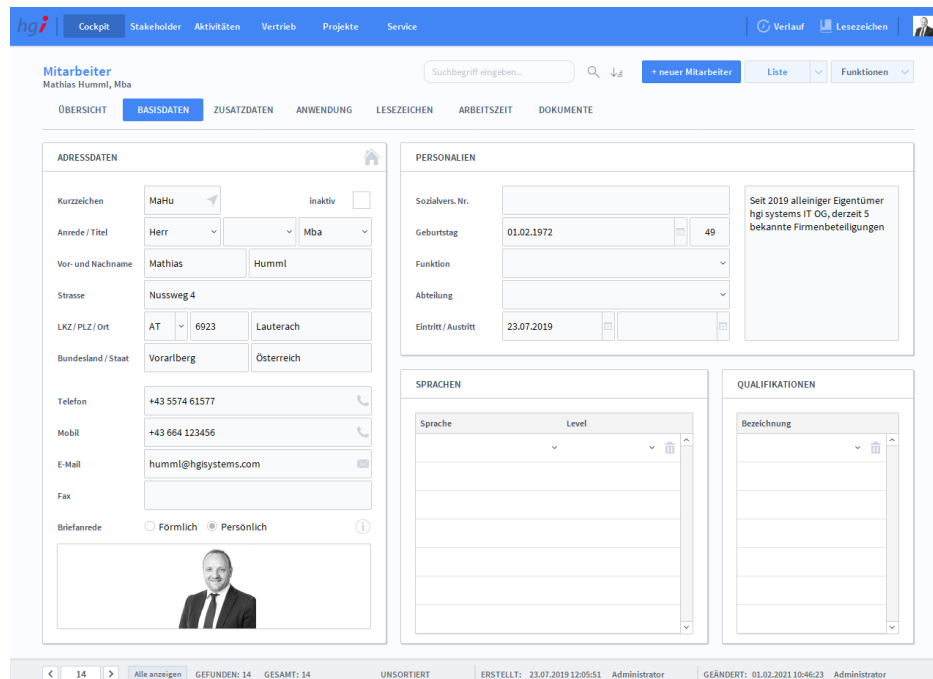 hgi Cockpit Stakeholder Aktivitäten Vertrieb Projekte Service Verlauf Lesezeichen
Mitarbeiter
Mathias Humml, Mba
Suchbegriff eingeben... + neuer Mitarbeiter Liste Funktionen
ÜBERSICHT BASISDATEN ZUSATZDATEN ANWENDUNG LESEZEICHEN ARBEITSZEIT DOKUMENTE
ADRESSDATEN
Kurzzeichen MaHu inaktiv
Anrede / Titel Herr Mba
Vor- und Nachname Mathias Humml
Strasse Nussweg 4
LKZ / PLZ / Ort AT 6923 Lauterach
Bundesland / Staat Vorarlberg Österreich
Telefon +43 5574 61577
Mobil +43 664 123456
E-Mail humml@hgisystems.com
Fax
Briefanrede Förmlich Persönlich
PERSONALIEN
Sozialvers. Nr.
Geburtstag 01.02.1972 49
Funktion
Abteilung
Eintritt / Austritt 23.07.2019
Seit 2019 alleiniger Eigentümer
hgi systems IT OG, derzeit 5
bekannte Firmenbeteiligungen
SPRACHEN
Sprache Level
QUALIFIKATIONEN
Bezeichnung
14 Alle anzeigen GEFUNDEN: 14 GESAMT: 14 UNSORTIERT ERSTELLT: 23.07.2019 12:05:51 Administrator GEÄNDERT: 01.02.2021 10:46:23 Administrator